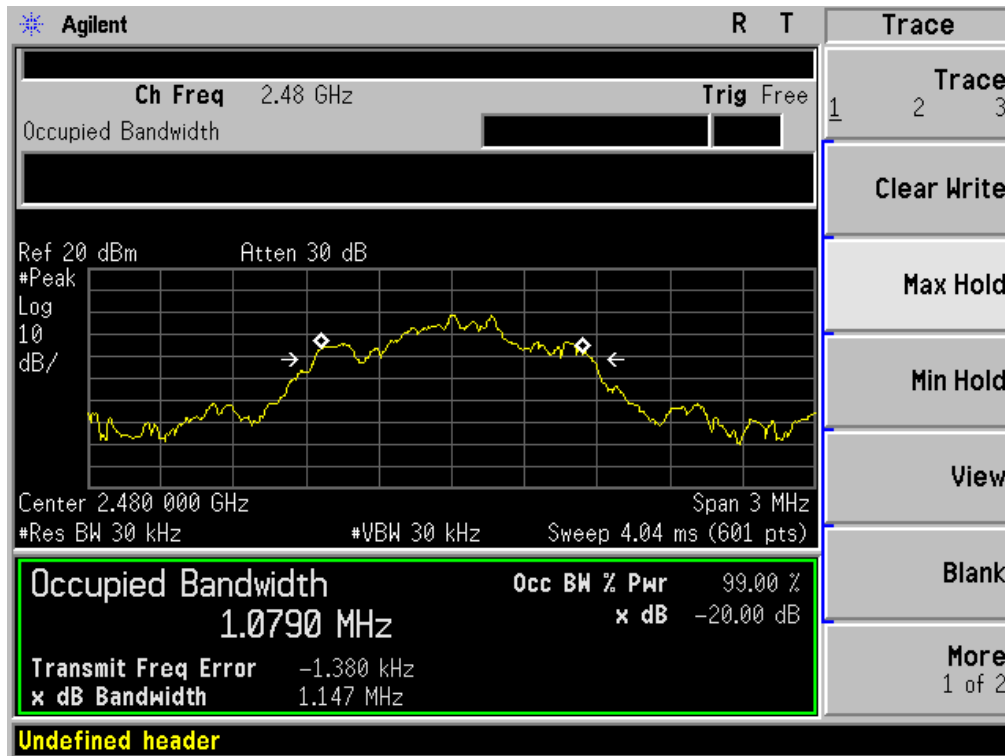 Agilent R T
Ch Freq 2.48 GHz Trig Free
Occupied Bandwidth
Ref 20 dBm Atten 30 dB
#Peak
Log
10
dB/
Center 2.480 000 GHz Span 3 MHz
#Res BW 30 kHz #VBW 30 kHz Sweep 4.04 ms (601 pts)
Occupied Bandwidth
1.0790 MHz
Occ BW % Pwr 99.00 %
x dB -20.00 dB
Transmit Freq Error -1.380 kHz
x dB Bandwidth 1.147 MHz
Undefined header
Trace
Trace
1 2 3
Clear Write
Max Hold
Min Hold
View
Blank
More
1 of 2